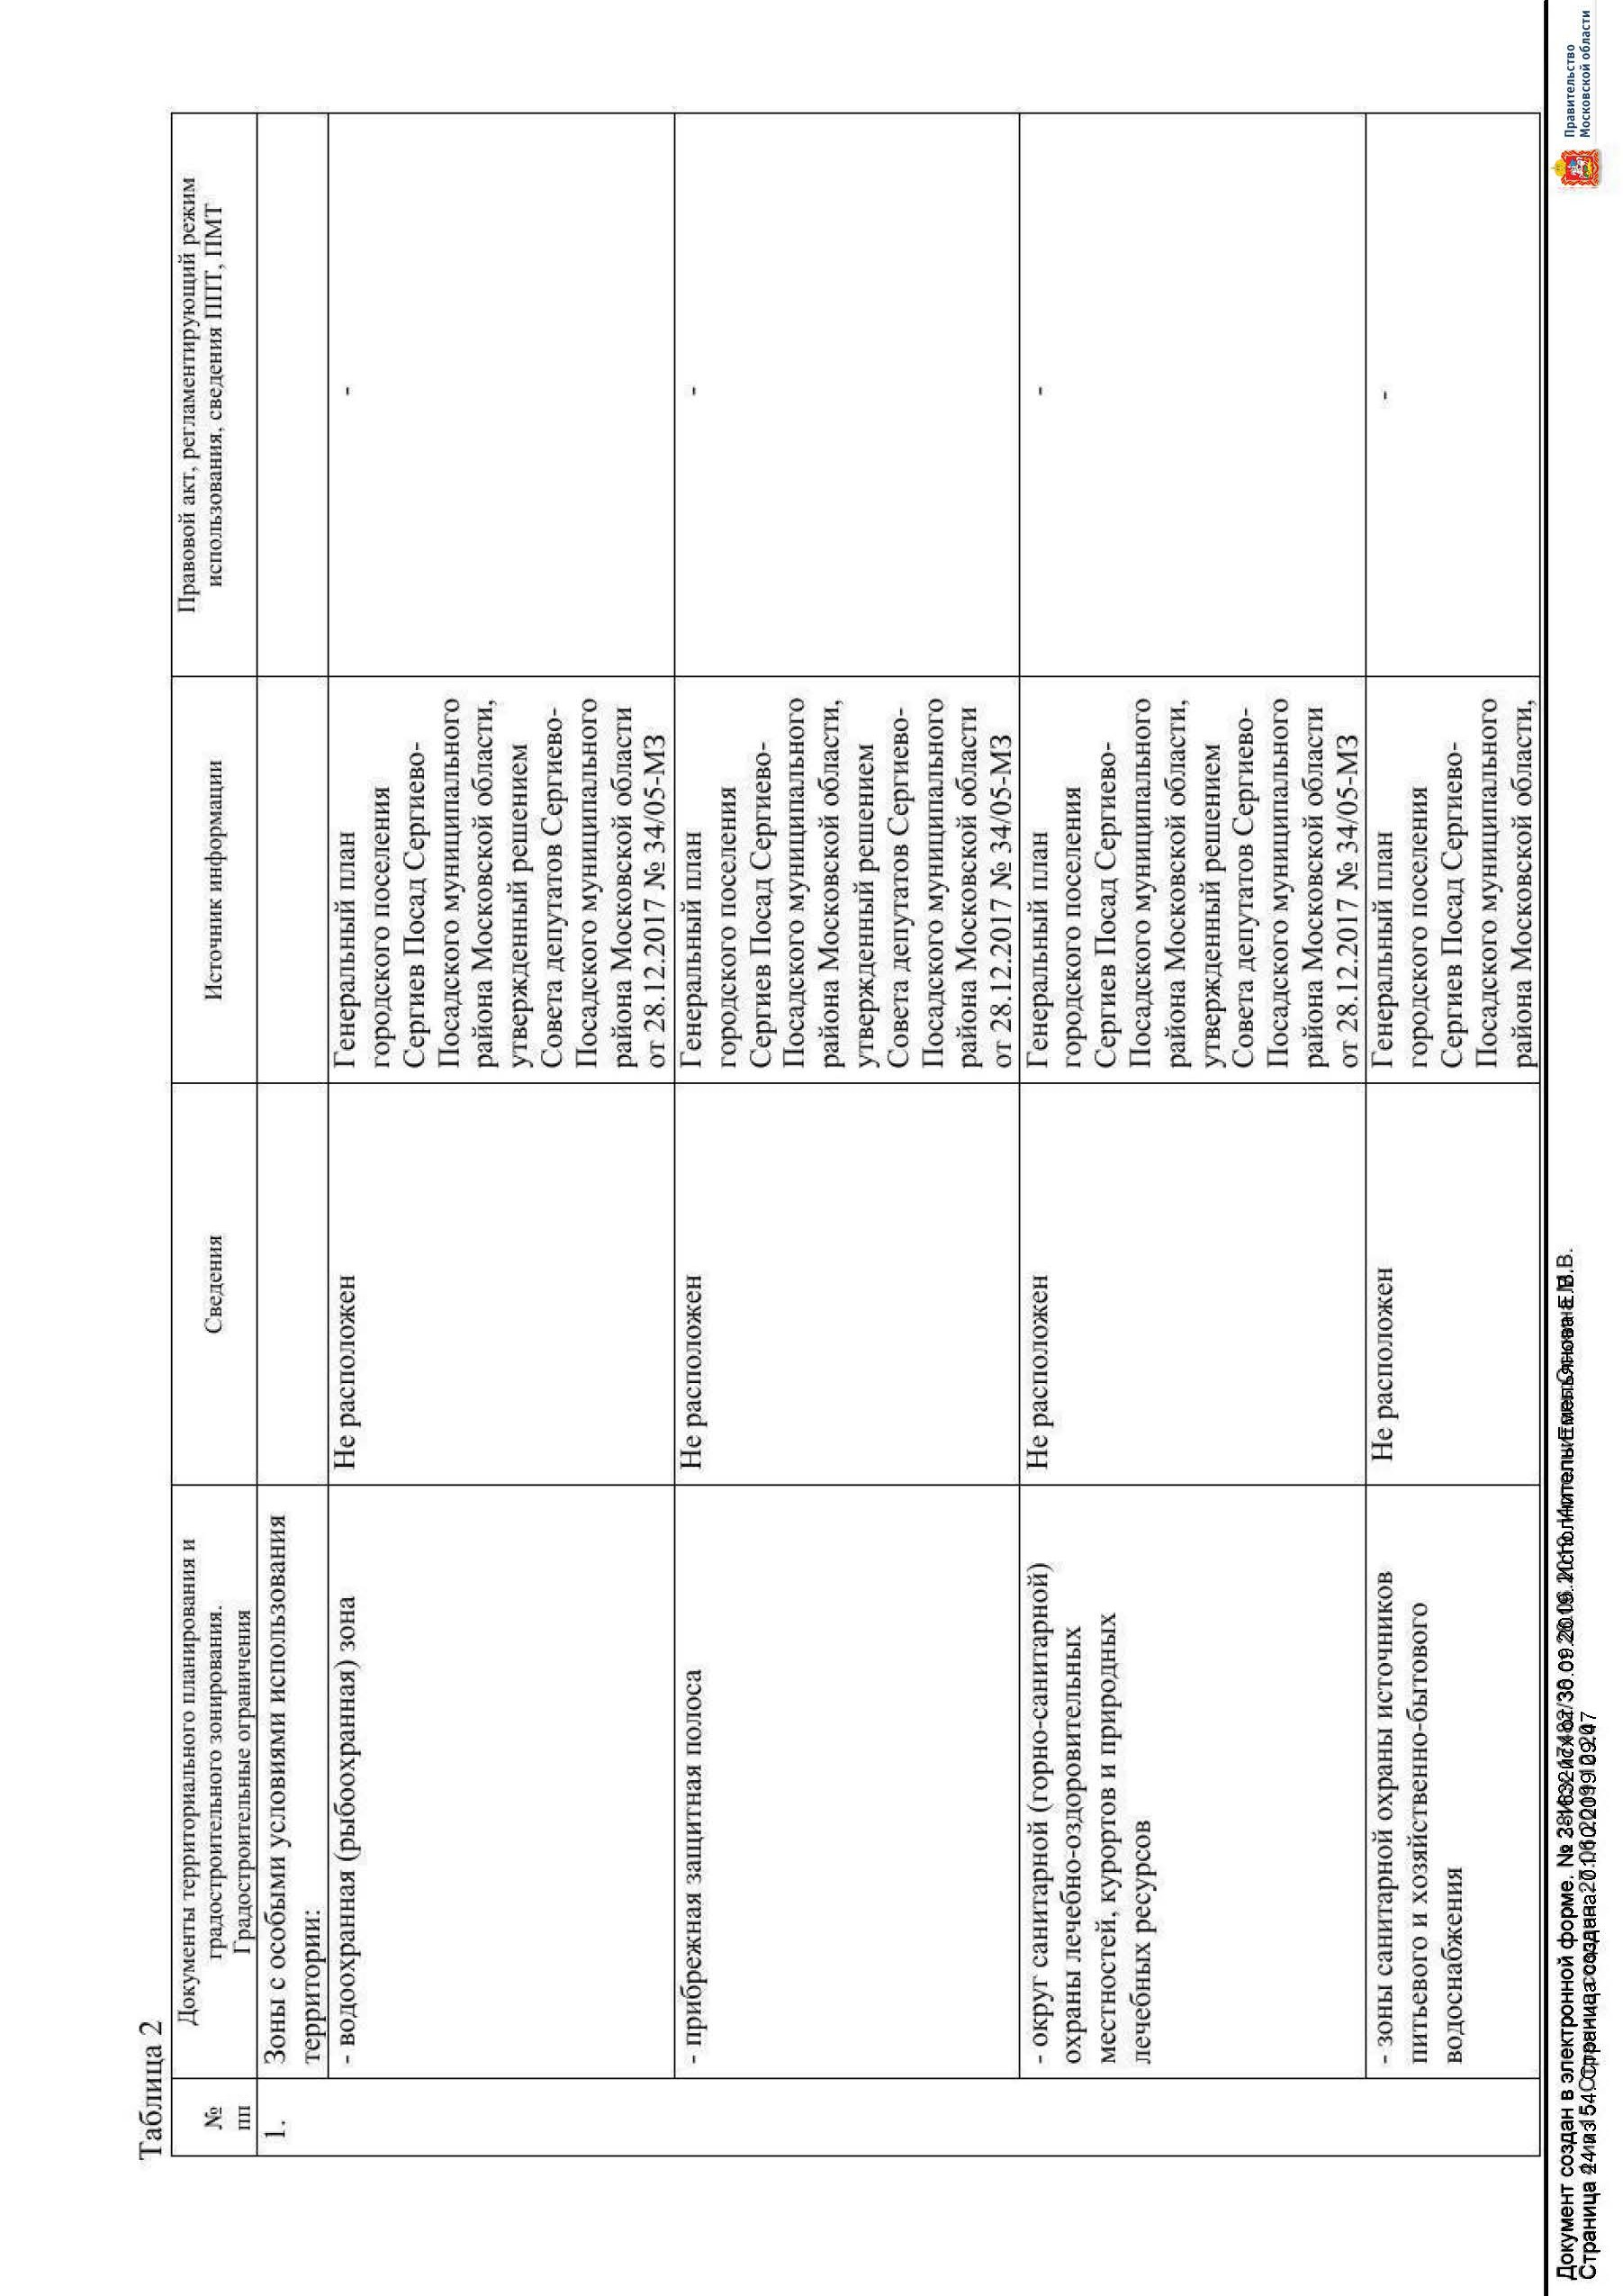 Таблица 2
№
пп
Документы территориального планирования и
градостроительного зонирования.
Градостроительные ограничения
Сведения
Источник информации
Правовой акт, регламентирующий режим
использования, сведения ППТ, ПМТ
1.
Зоны с особыми условиями использования
территории:
- водоохранная (рыбоохранная) зона
Не расположен
Генеральный план
городского поселения
Сергиев Посад Сергиево-
Посадского муниципального
района Московской области,
утвержденный решением
Совета депутатов Сергиево-
Посадского муниципального
района Московской области
от 28.12.2017 № 34/05-МЗ
-
- прибрежная защитная полоса
Не расположен
Генеральный план
городского поселения
Сергиев Посад Сергиево-
Посадского муниципального
района Московской области,
утвержденный решением
Совета депутатов Сергиево-
Посадского муниципального
района Московской области
от 28.12.2017 № 34/05-МЗ
-
- округ санитарной (горно-санитарной)
охраны лечебно-оздоровительных
местностей, курортов и природных
лечебных ресурсов
Не расположен
Генеральный план
городского поселения
Сергиев Посад Сергиево-
Посадского муниципального
района Московской области,
утвержденный решением
Совета депутатов Сергиево-
Посадского муниципального
района Московской области
от 28.12.2017 № 34/05-МЗ
-
- зоны санитарной охраны источников
питьевого и хозяйственно-бытового
водоснабжения
Не расположен
Генеральный план
городского поселения
Сергиев Посад Сергиево-
Посадского муниципального
района Московской области,
-
Документ создан в электронной форме. №
Страница
Правительство
Московской области